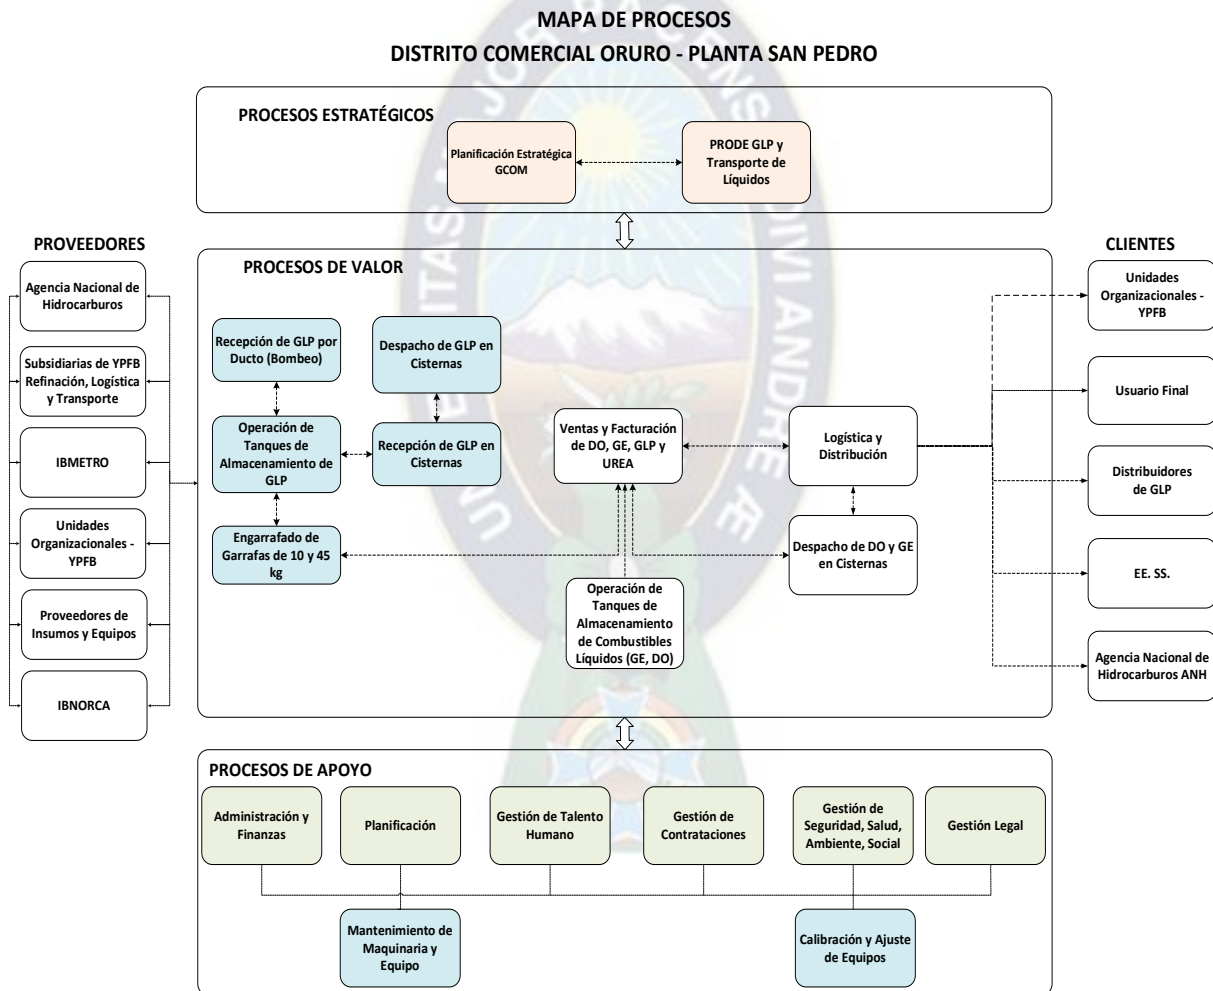 MAPA DE PROCESOS
DISTRITO COMERCIAL ORURO - PLANTA SAN PEDRO
PROCESOS ESTRATÉGICOS
Planificación Estratégica
GCOM
PRODE GLP y
Transporte de
Líquidos
PROVEEDORES
Agencia Nacional de
Hidrocarburos
Subsidiarias de YPFB
Refinación, Logística
y Transporte
IBMETRO
Unidades
Organizacionales -
YPFB
Proveedores de
Insumos y Equipos
IBNORCA
PROCESOS DE VALOR
Recepción de GLP por
Ducto (Bombeo)
Despacho de GLP en
Cisternas
Operación de
Tanques de
Almacenamiento de
GLP
Recepción de GLP en
Cisternas
Engarrafado de
Garrafas de 10 y 45
kg
Ventas y Facturación
de DO, GE, GLP y
UREA
Logística y
Distribución
Despacho de DO y GE
en Cisternas
Operación de
Tanques de
Almacenamiento
de Combustibles
Líquidos (GE, DO)
CLIENTES
Unidades
Organizacionales -
YPFB
Usuario Final
Distribuidores
de GLP
EE. SS.
Agencia Nacional de
Hidrocarburos ANH
PROCESOS DE APOYO
Administración y
Finanzas
Planificación
Gestión de Talento
Humano
Gestión de
Contrataciones
Gestión de
Seguridad, Salud,
Ambiente, Social
Gestión Legal
Mantenimiento de
Maquinaria y
Equipo
Calibración y Ajuste
de Equipos